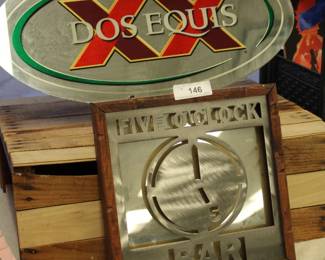 XX
DOS EQUIS
146
FIVE O'CLOCK
5
BAR